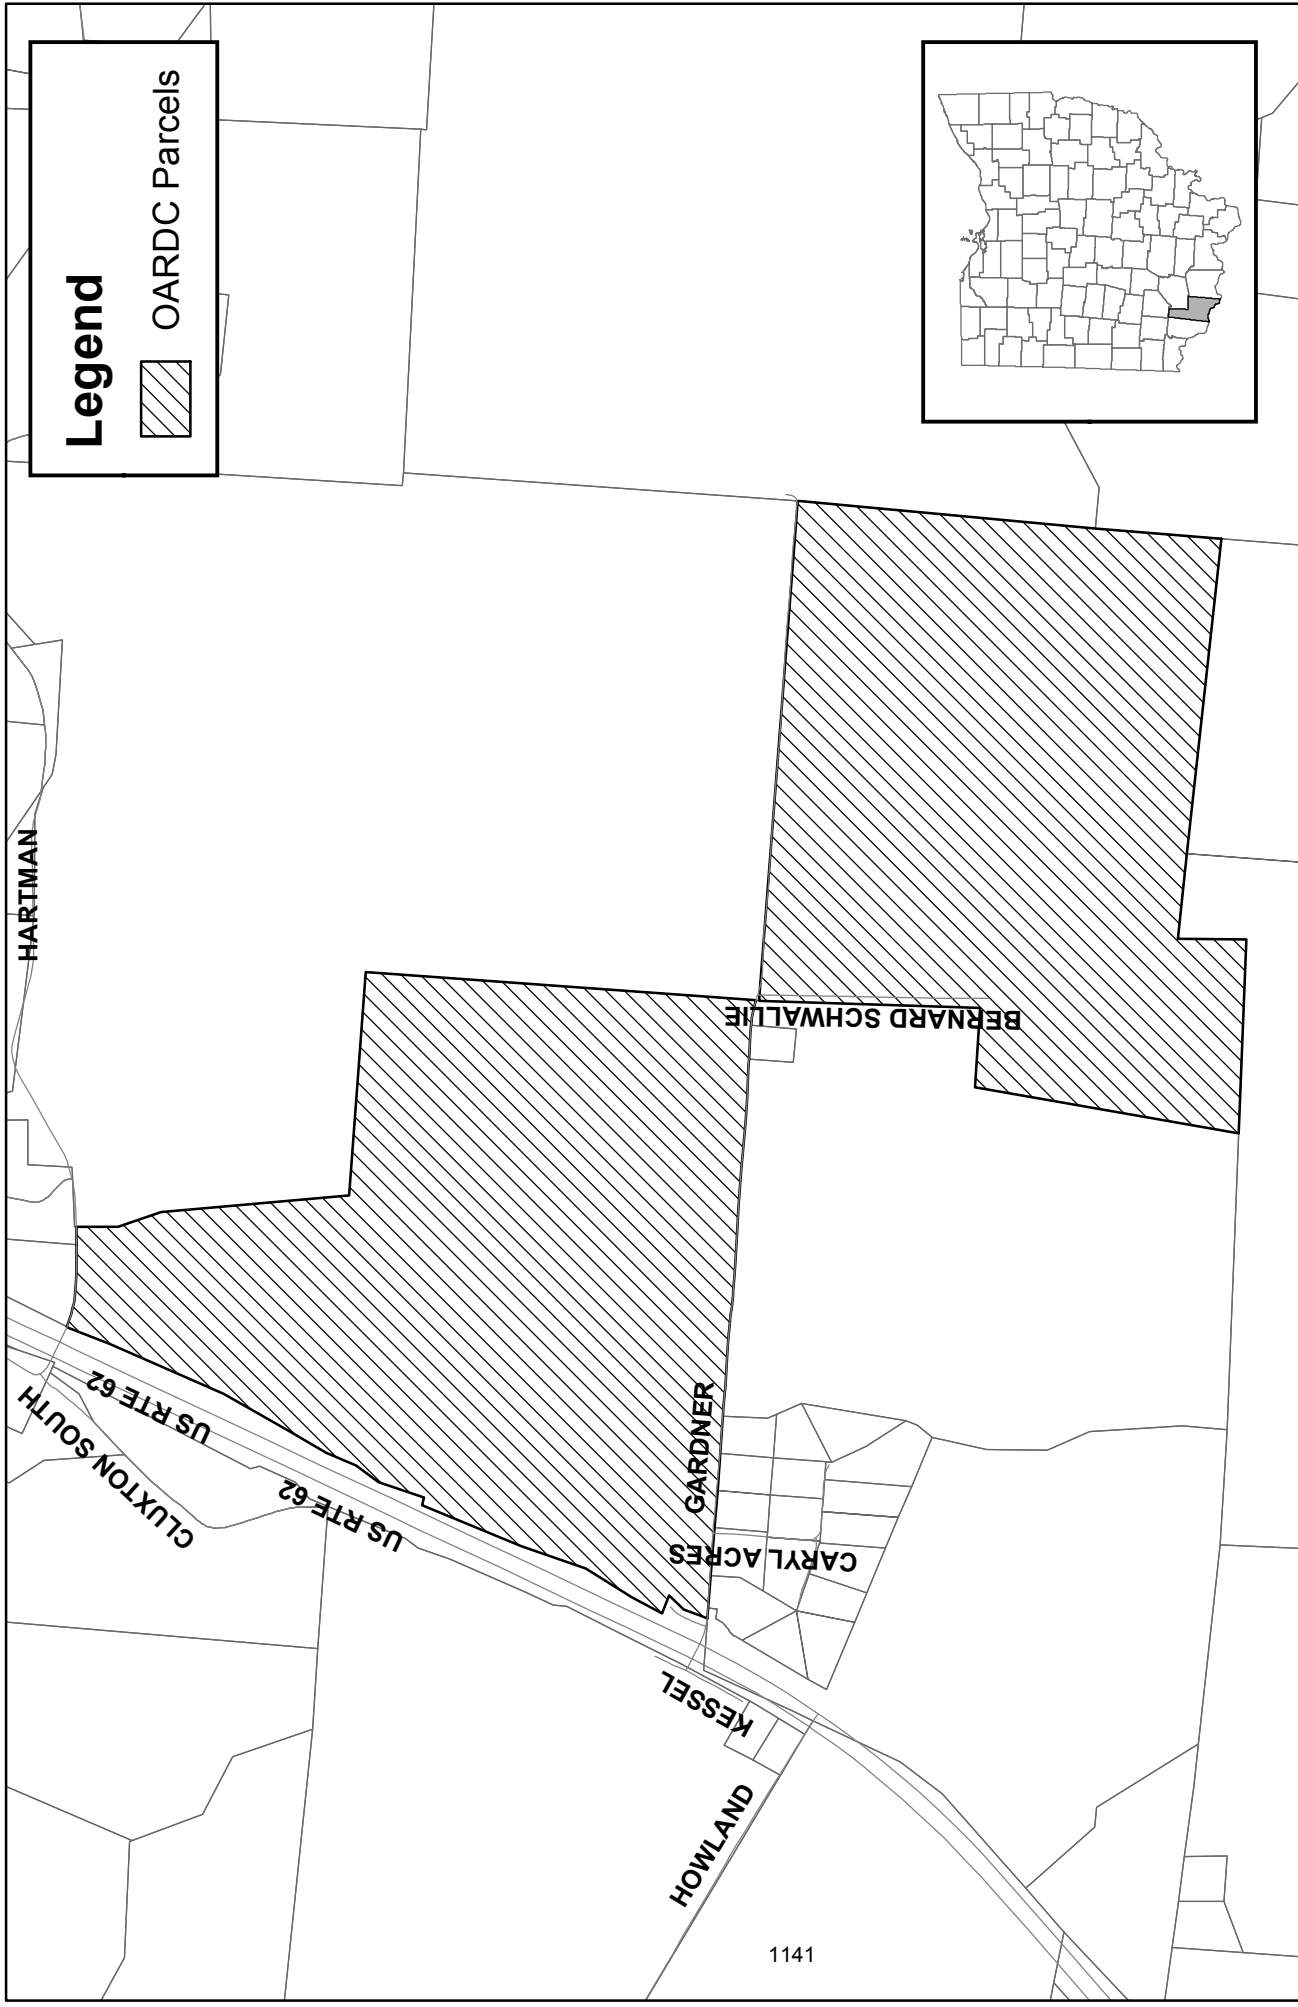 Legend
OARDC Parcels
HARTMAN
US RTE 62
CLUXTON SOUTH
US RTE 62
BERNARD SCHWALLIE
GARDNER
CARYL ACRES
KESSEL
HOWLAND
1141